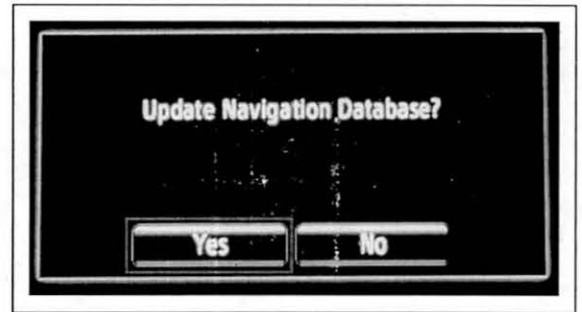 Update Navigation Database?
Yes No